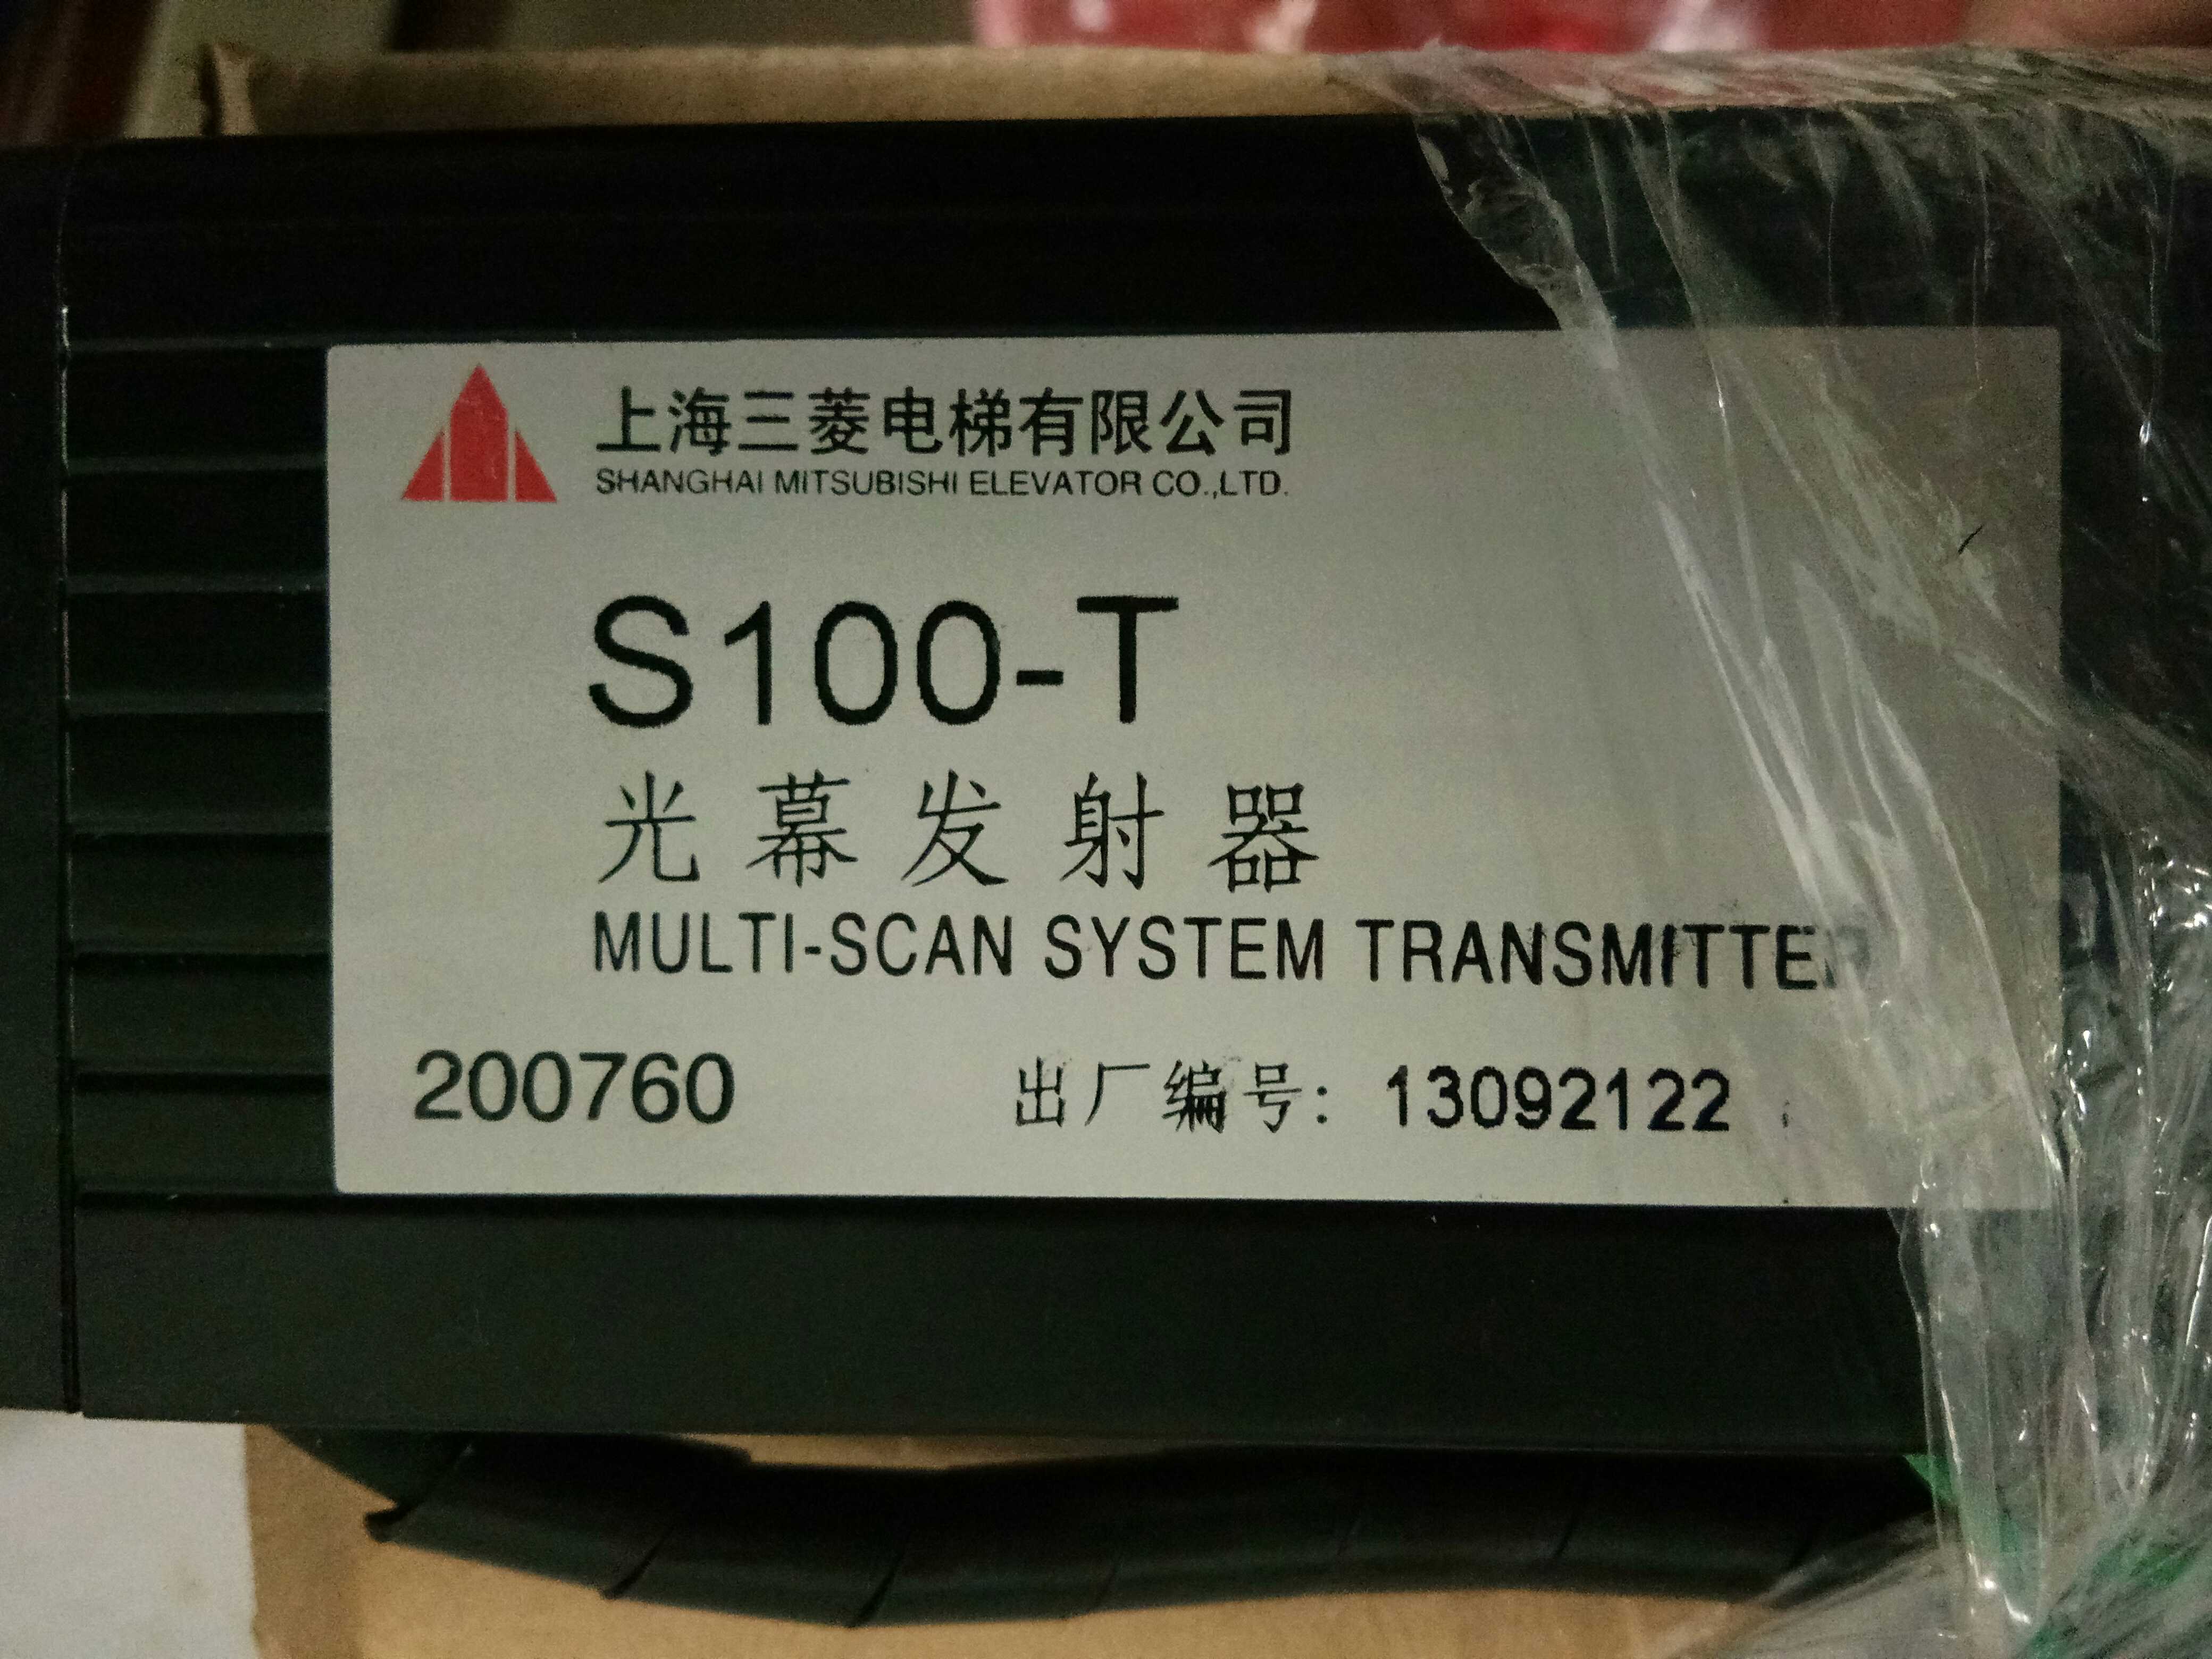 上海三菱电梯有限公司
SHANGHAI MITSUBISHI ELEVATOR CO.,LTD.
S100-T
光幕发射器
MULTI-SCAN SYSTEM TRANSMITTER
200760 出厂编号: 13092122